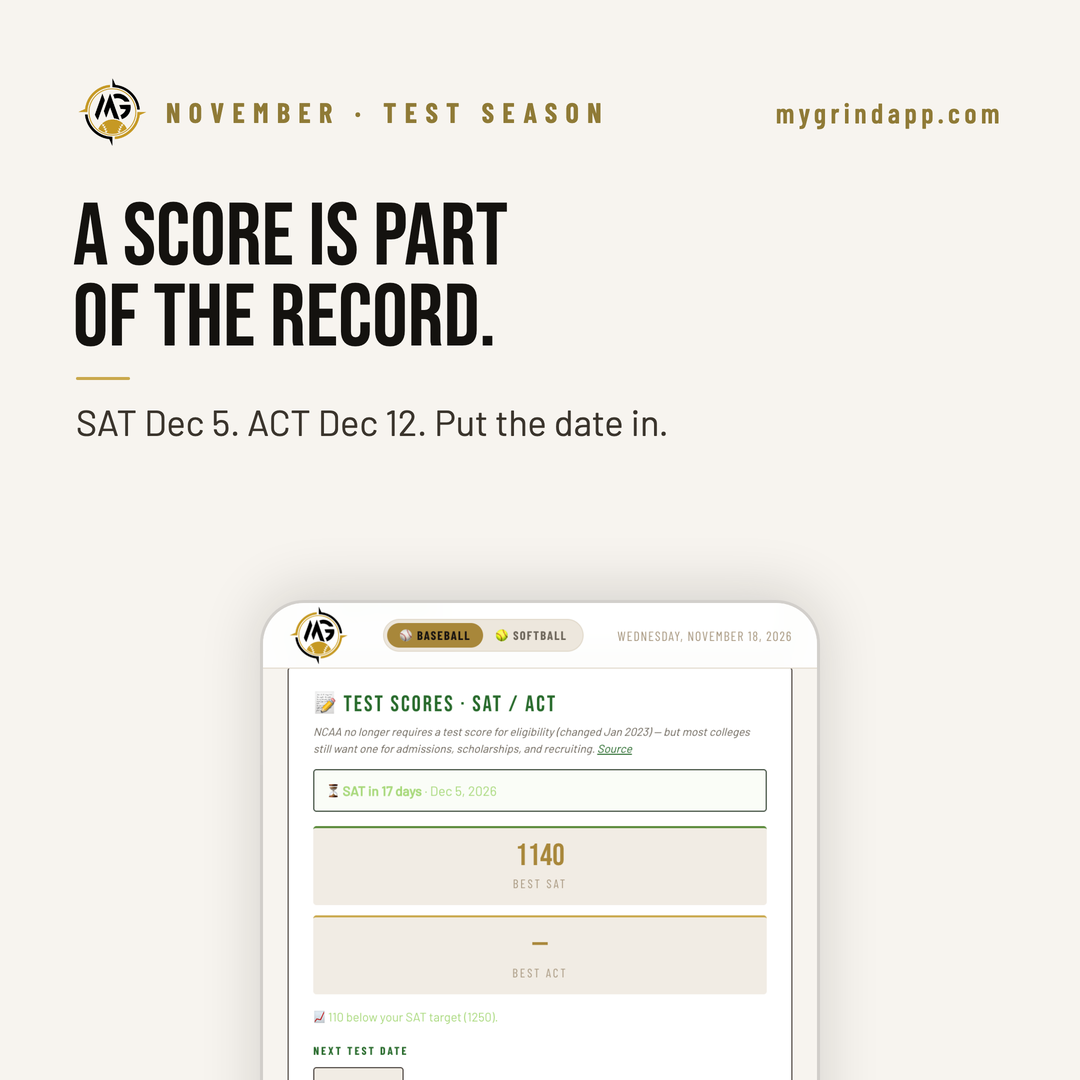 MG
NOVEMBER · TEST SEASON
mygrindapp.com
A SCORE IS PART
OF THE RECORD.
SAT Dec 5. ACT Dec 12. Put the date in.
MG
BASEBALL
SOFTBALL
WEDNESDAY, NOVEMBER 18, 2026
TEST SCORES · SAT / ACT
NCAA no longer requires a test score for eligibility (changed Jan 2023) — but most colleges
still want one for admissions, scholarships, and recruiting. Source
SAT in 17 days · Dec 5, 2026
1140
BEST SAT
—
BEST ACT
110 below your SAT target (1250).
NEXT TEST DATE